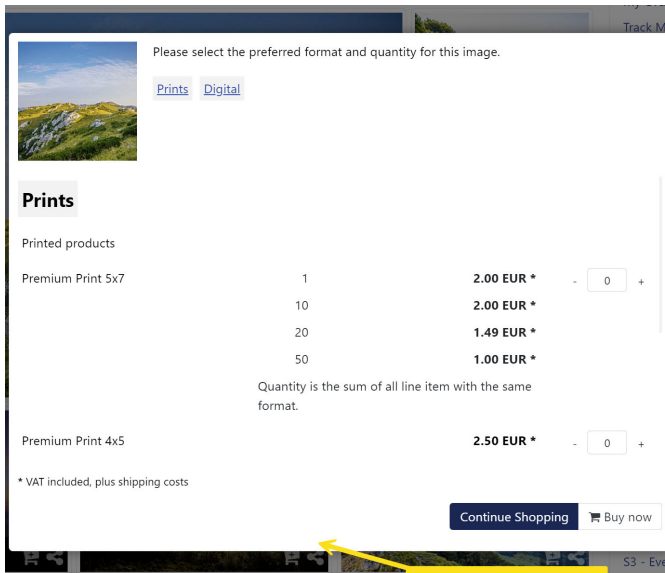 Track M
Please select the preferred format and quantity for this image.
Prints Digital
Prints
Printed products
Premium Print 5x7 1 2.00 EUR * - 0 +
10 2.00 EUR *
20 1.49 EUR *
50 1.00 EUR *
Quantity is the sum of all line item with the same
format.
Premium Print 4x5 2.50 EUR * - 0 +
* VAT included, plus shipping costs
Continue Shopping Buy now
S3 - Eve